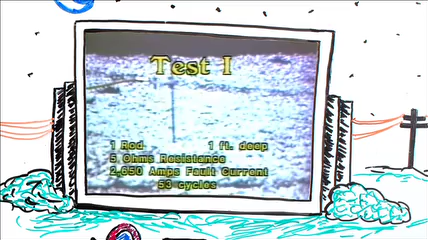 Test I
1 Rod 1 ft. deep
5 Ohms Resistance
2,650 Amps Fault Current
53 cycles